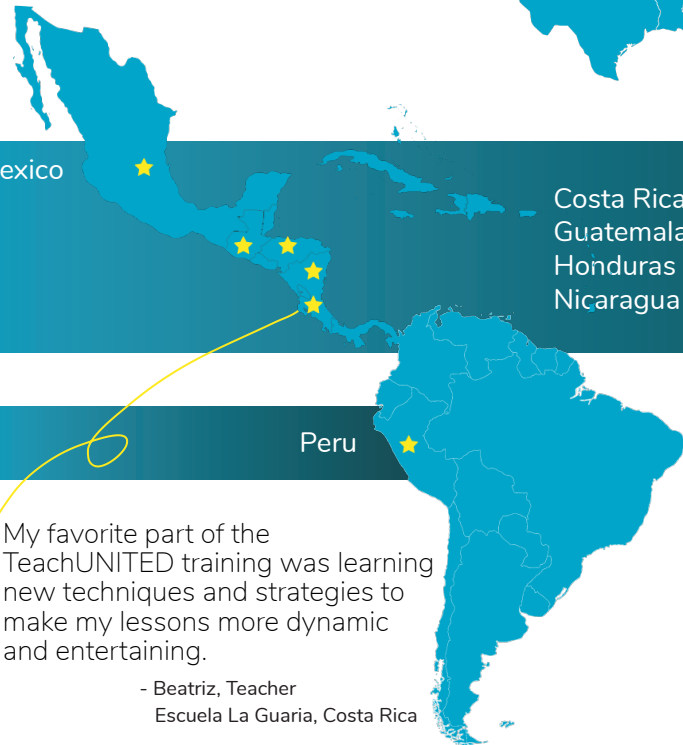 exico
Costa Rica
Guatemala
Honduras
Nicaragua
Peru
My favorite part of the
TeachUNITED training was learning
new techniques and strategies to
make my lessons more dynamic
and entertaining.
- Beatriz, Teacher
Escuela La Guaria, Costa Rica